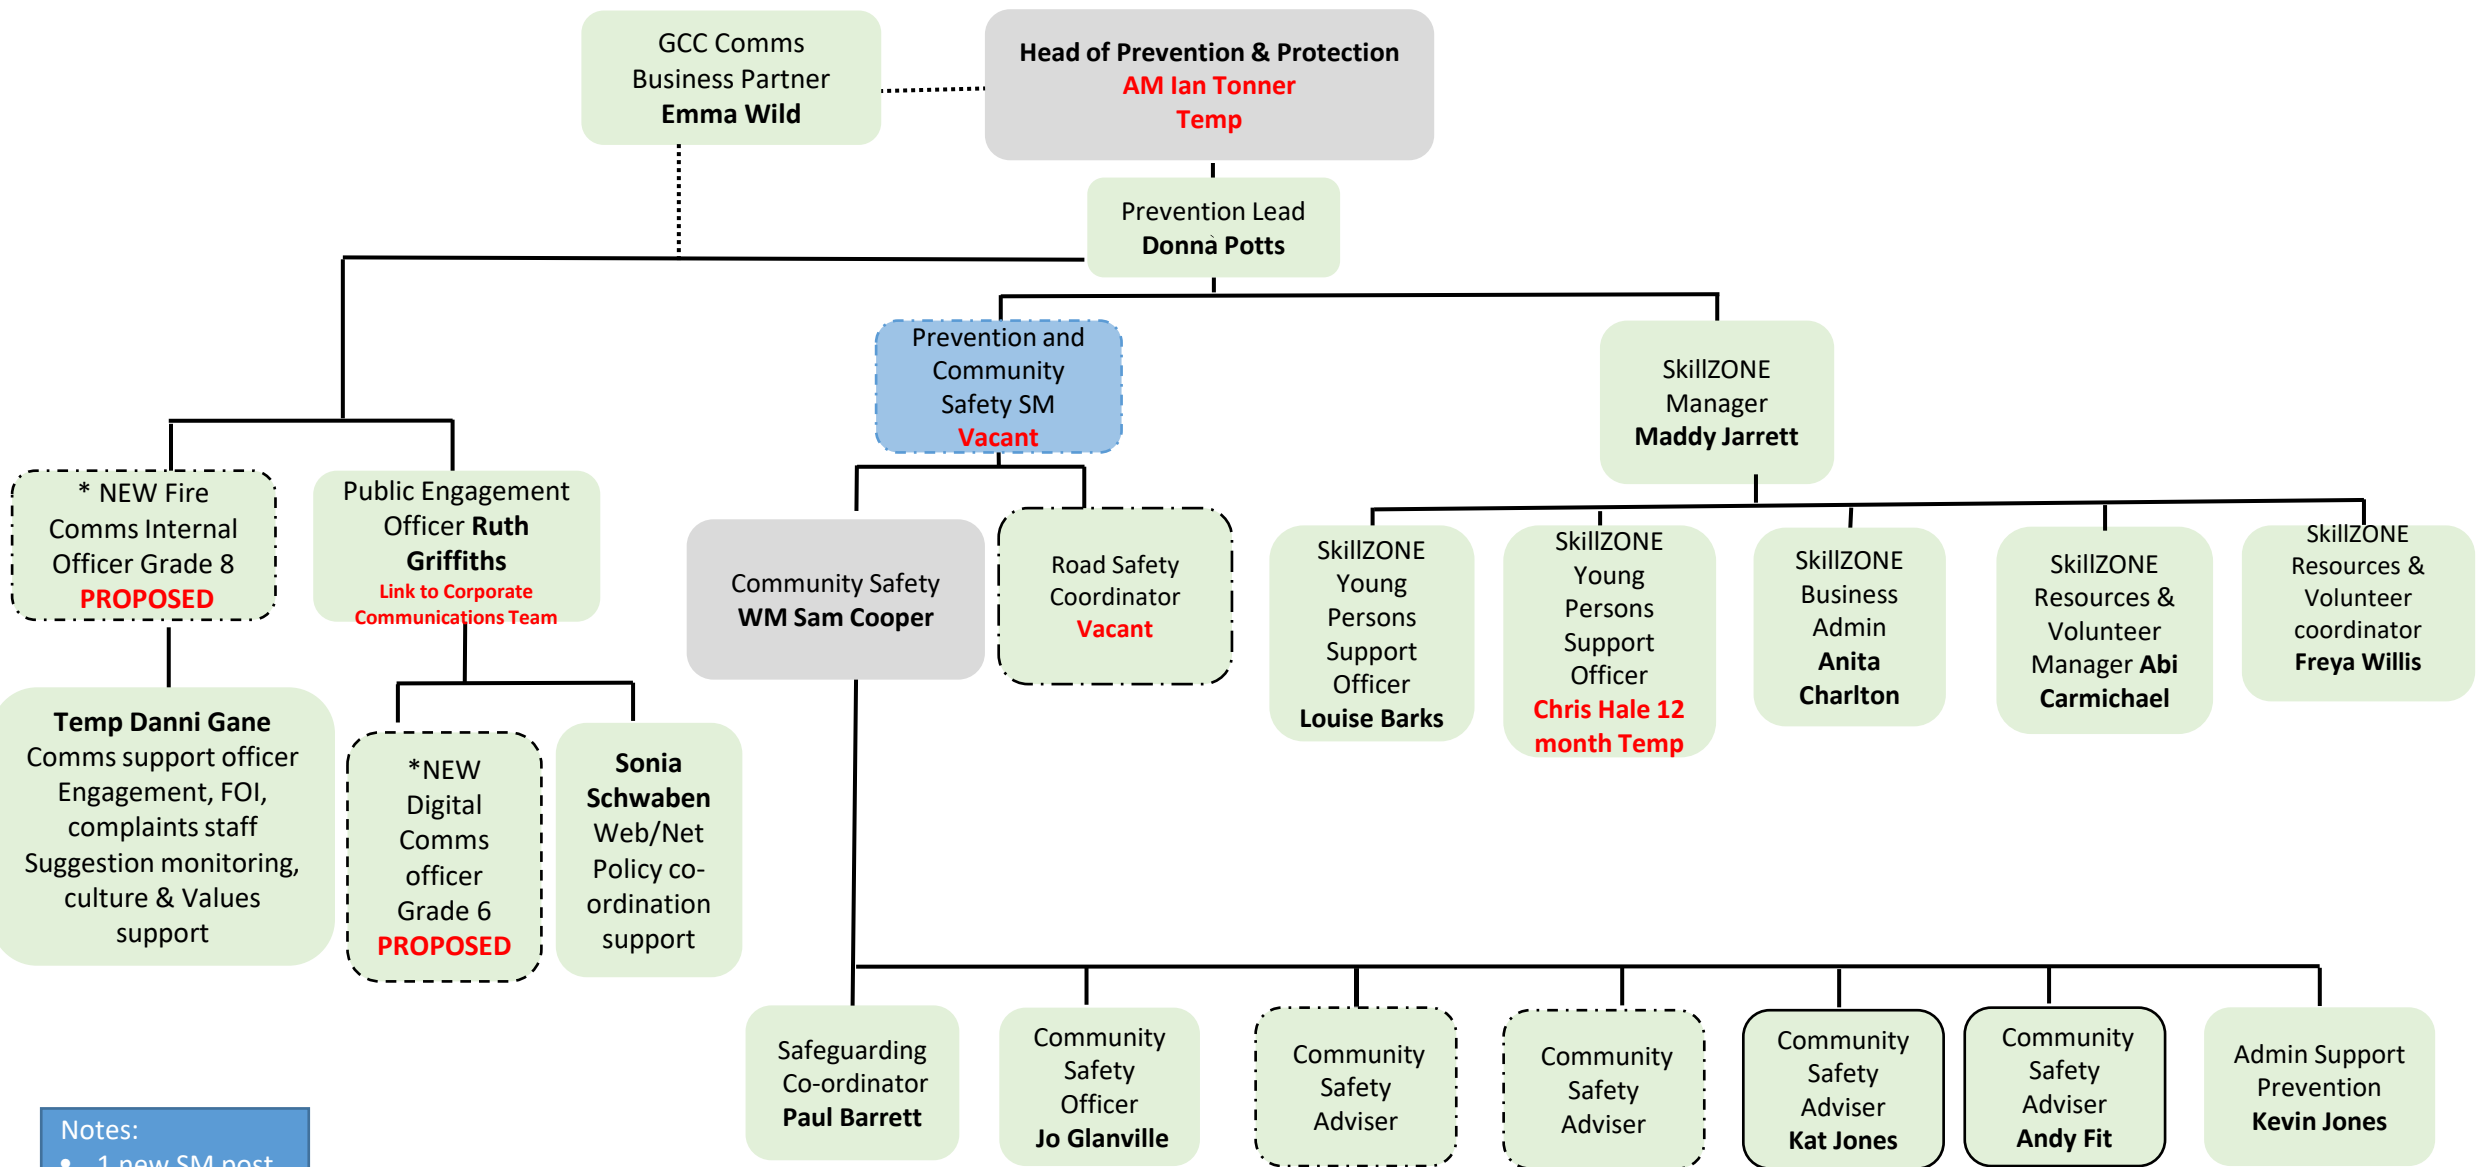 GCC Comms
Business Partner
Emma Wild
Head of Prevention & Protection
AM Ian Tonner
Temp
Prevention Lead
Donna Potts
Prevention and
Community
Safety SM
Vacant
SkillZONE
Manager
Maddy Jarrett
* NEW Fire
Comms Internal
Officer Grade 8
PROPOSED
Public Engagement
Officer Ruth
Griffiths
Link to Corporate
Communications Team
Community Safety
WM Sam Cooper
Road Safety
Coordinator
Vacant
SkillZONE
Young
Persons
Support
Officer
Louise Barks
SkillZONE
Young
Persons
Support
Officer
Chris Hale 12
month Temp
SkillZONE
Business
Admin
Anita
Charlton
SkillZONE
Resources &
Volunteer
Manager Abi
Carmichael
SkillZONE
Resources &
Volunteer
coordinator
Freya Willis
Temp Danni Gane
Comms support officer
Engagement, FOI,
complaints staff
Suggestion monitoring,
culture & Values
support
*NEW
Digital
Comms
officer
Grade 6
PROPOSED
Sonia
Schwaben
Web/Net
Policy co-
ordination
support
Safeguarding
Co-ordinator
Paul Barrett
Community
Safety
Officer
Jo Glanville
Community
Safety
Adviser
Community
Safety
Adviser
Community
Safety
Adviser
Kat Jones
Community
Safety
Adviser
Andy Fit
Admin Support
Prevention
Kevin Jones
Notes:
• 1 new SM post